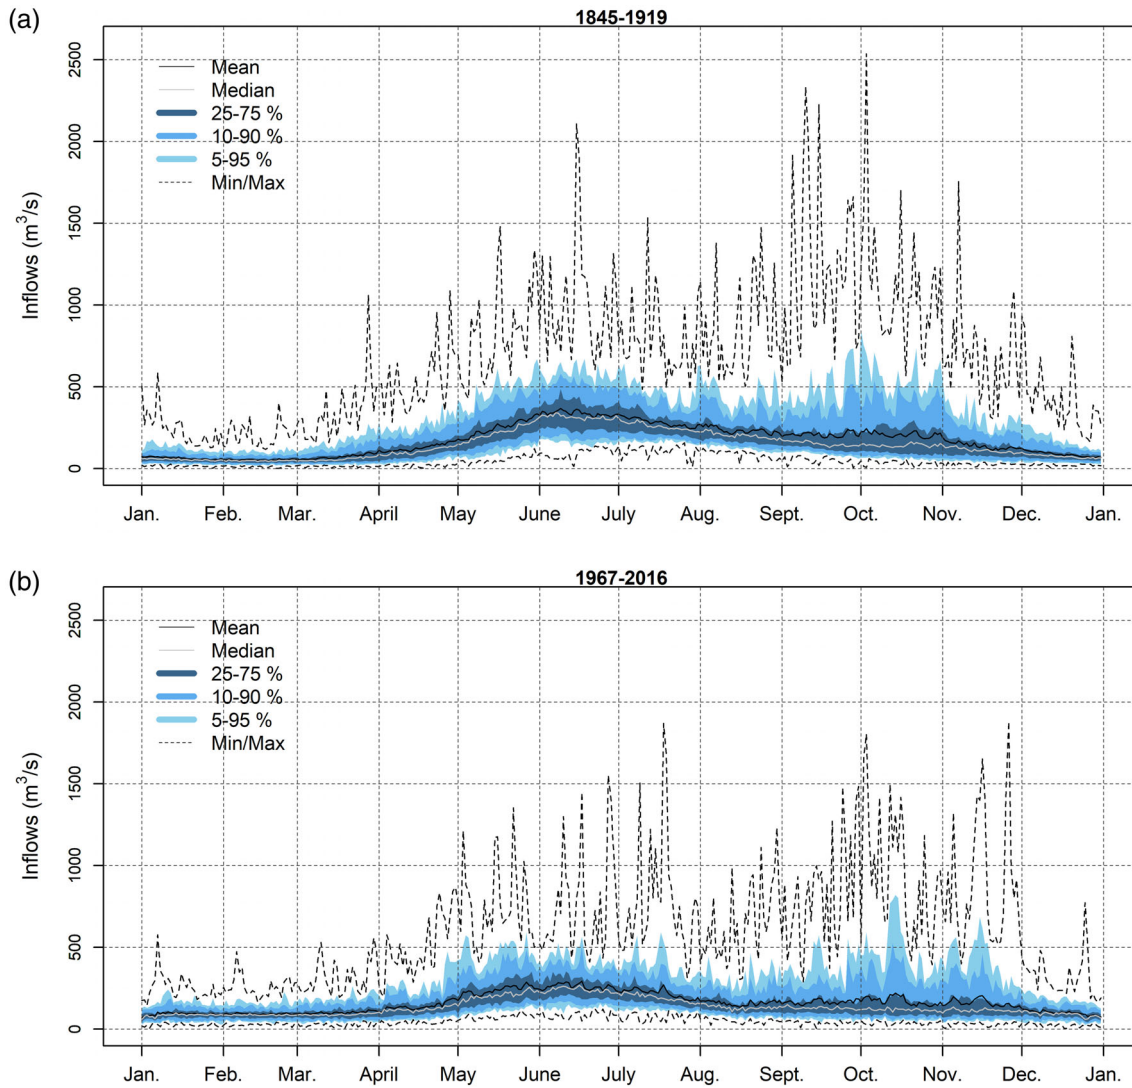 (a)
1845-1919
Inflows (m³/s)
2500
2000
1500
1000
500
0
Mean
Median
25-75 %
10-90 %
5-95 %
Min/Max
Jan. Feb. Mar. April May June July Aug. Sept. Oct. Nov. Dec. Jan.
(b)
1967-2016
Inflows (m³/s)
2500
2000
1500
1000
500
0
Mean
Median
25-75 %
10-90 %
5-95 %
Min/Max
Jan. Feb. Mar. April May June July Aug. Sept. Oct. Nov. Dec. Jan.